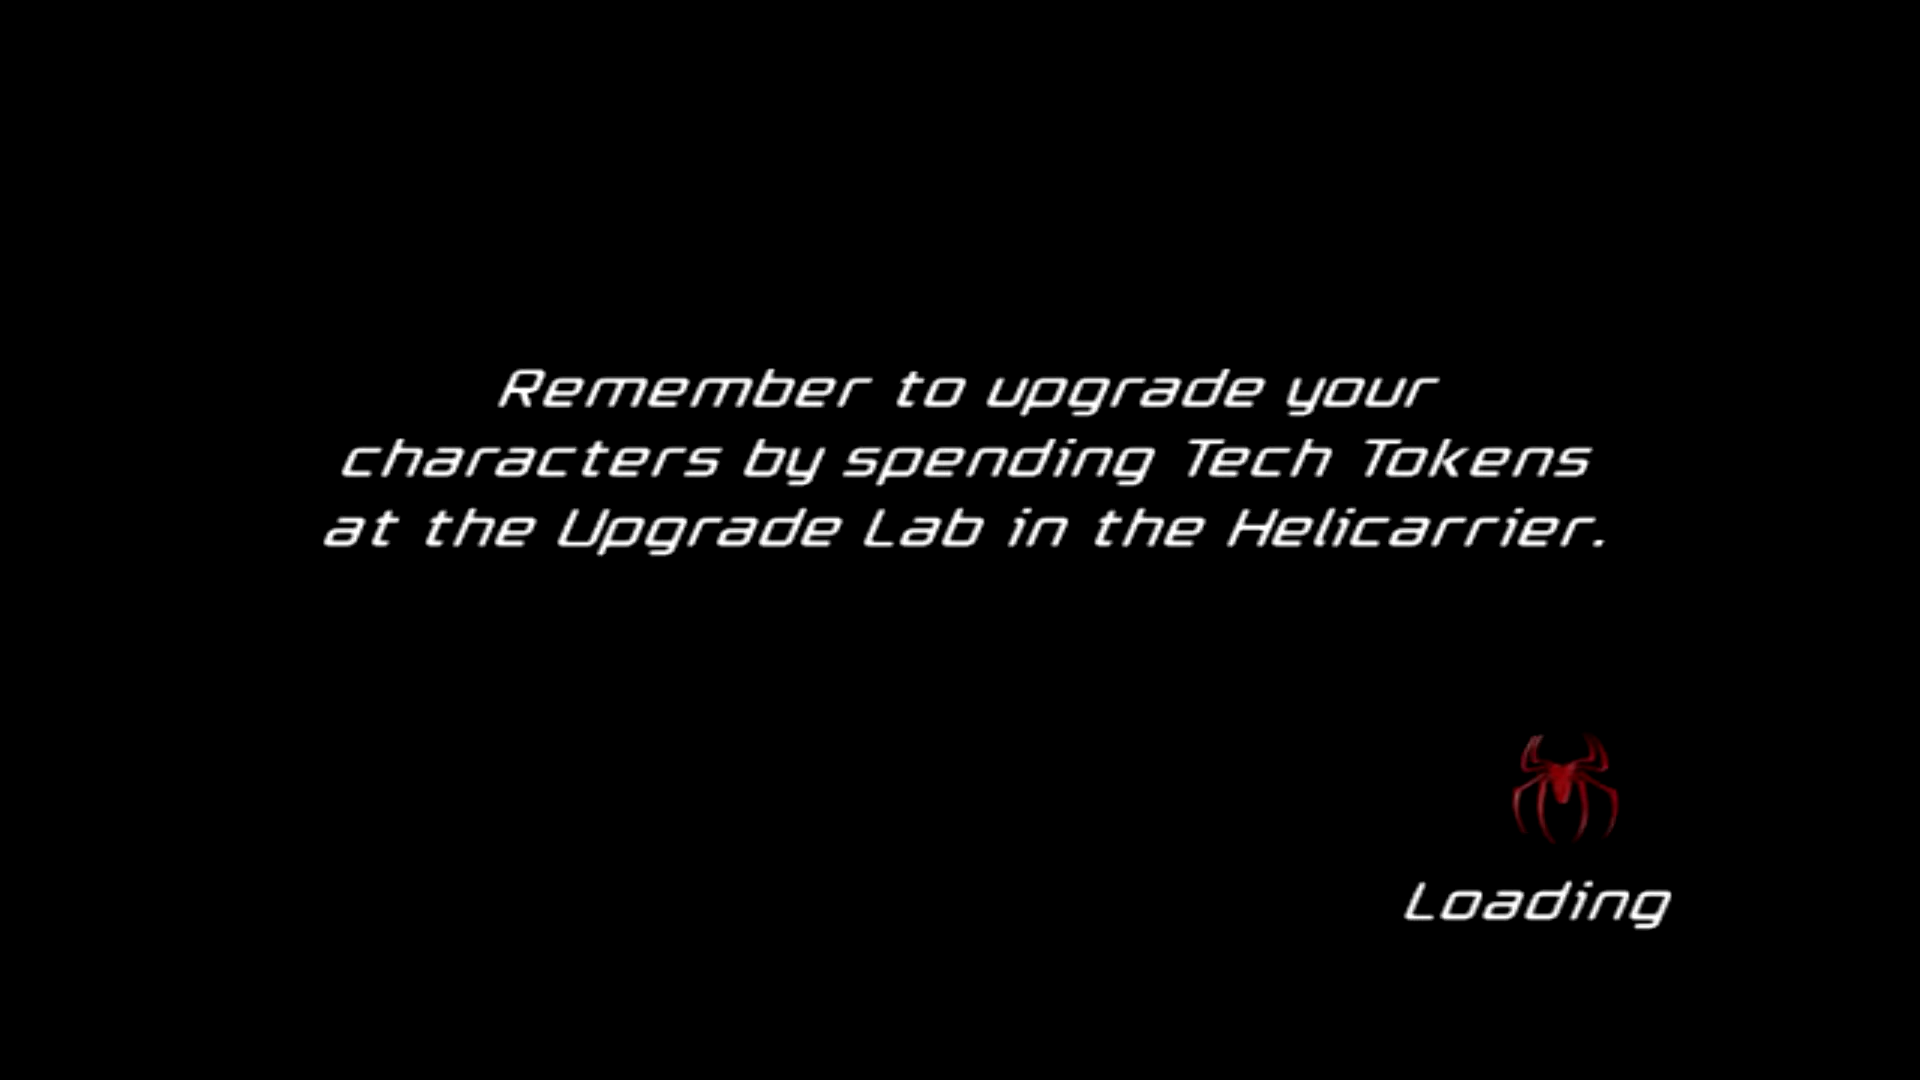 Remember to upgrade your
characters by spending Tech Tokens
at the Upgrade Lab in the Helicarrier.
Loading